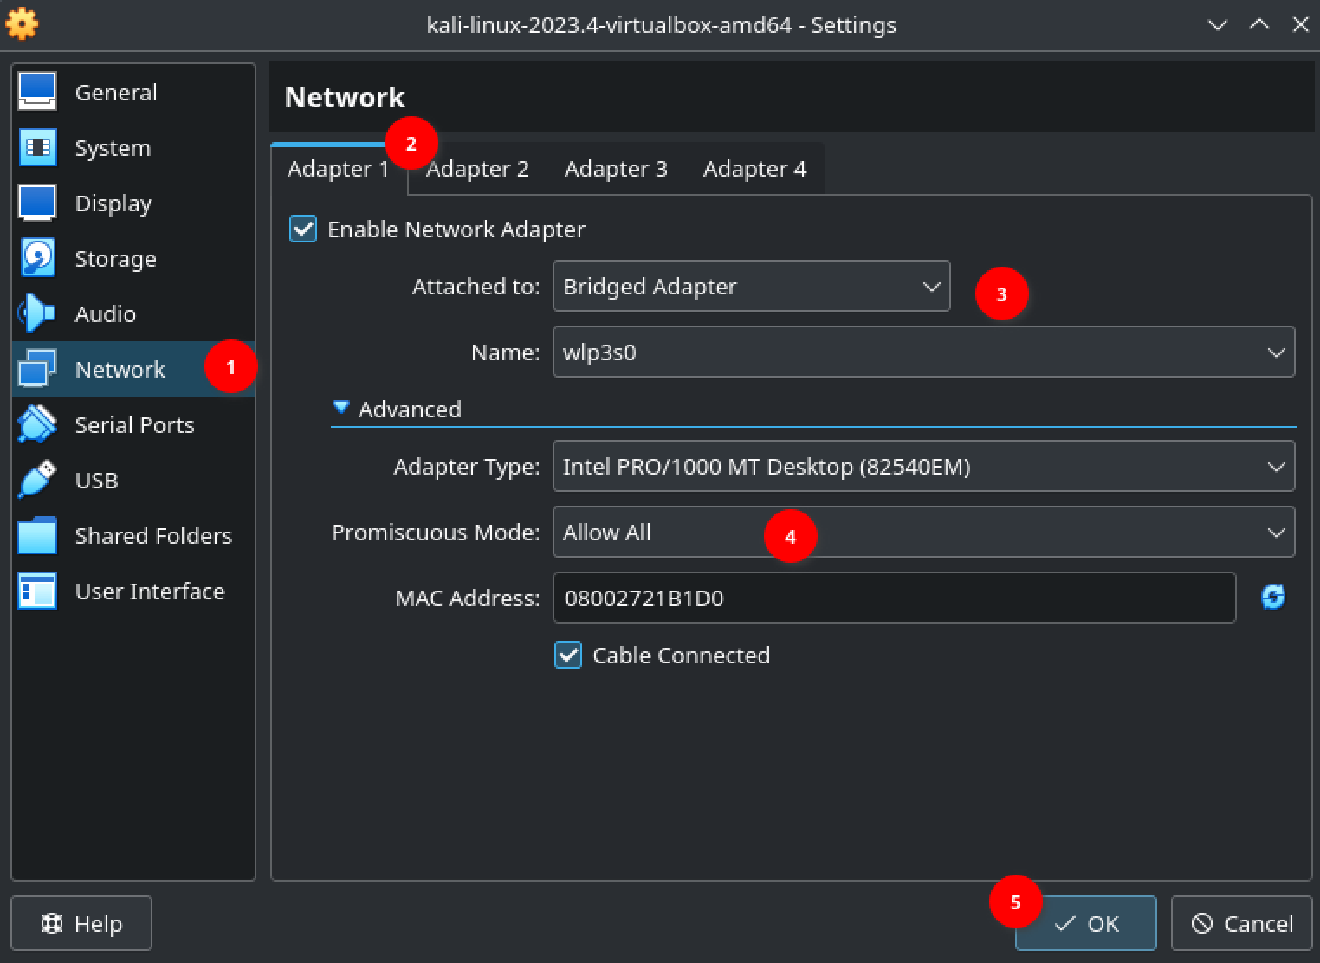 kali-linux-2023.4-virtualbox-amd64 - Settings
General
System
Display
Storage
Audio
Network
1
Serial Ports
USB
Shared Folders
User Interface
Network
2
Adapter 1
Adapter 2
Adapter 3
Adapter 4
Enable Network Adapter
Attached to: Bridged Adapter
3
Name: wlp3s0
Advanced
Adapter Type: Intel PRO/1000 MT Desktop (82540EM)
Promiscuous Mode: Allow All
4
MAC Address: 08002721B1D0
Cable Connected
Help
5
OK
Cancel